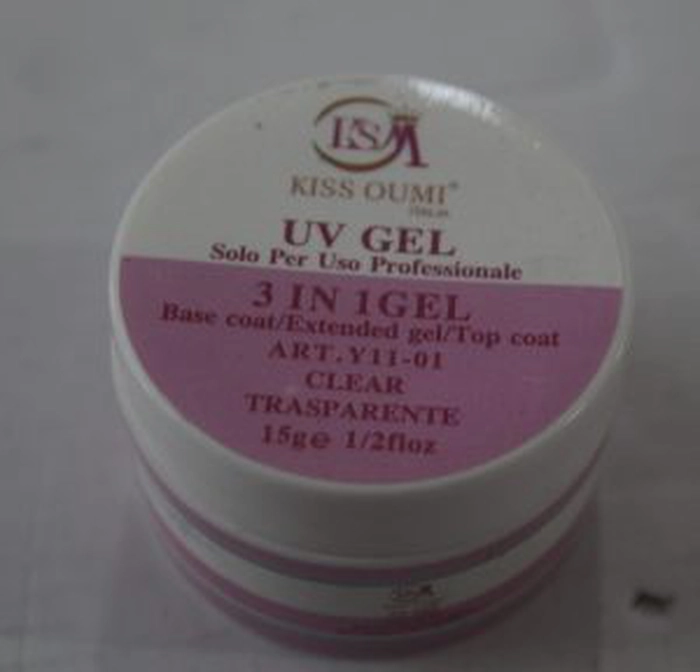 KSM
KISS OUMI®
UV GEL
Solo Per Uso Professionale
3 IN 1GEL
Base coat/Extended gel/Top coat
ART.Y11-01
CLEAR
TRASPARENTE
15g℮ 1/2floz